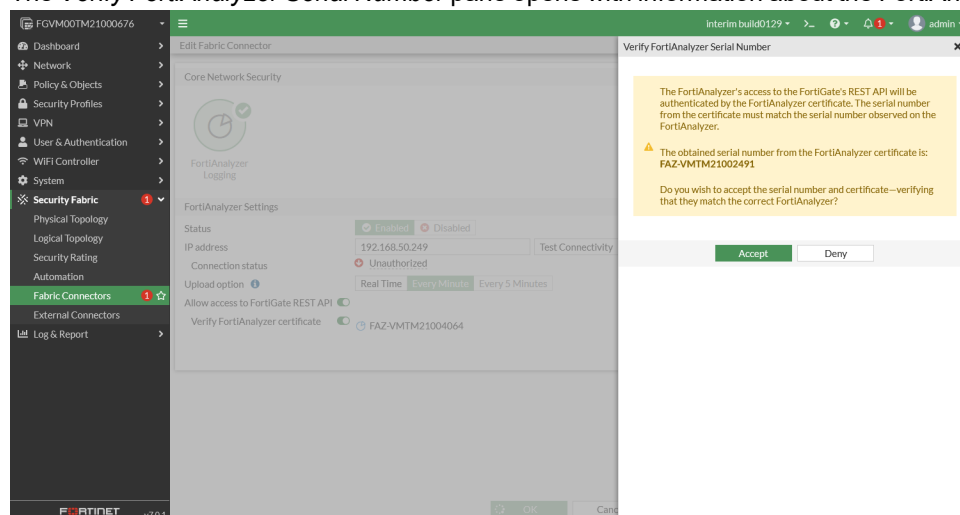 The Verify FortiAnalyzer Serial Number pane opens with information about the FortiAn
FGVM00TM21000676
interim build0129
>_
admin
Dashboard
Network
Policy & Objects
Security Profiles
VPN
User & Authentication
WiFi Controller
System
Security Fabric 1
Physical Topology
Logical Topology
Security Rating
Automation
Fabric Connectors 1
External Connectors
Log & Report
FORTINET v7.0.1
Edit Fabric Connector
Core Network Security
FortiAnalyzer
Logging
FortiAnalyzer Settings
Status Enabled Disabled
IP address 192.168.50.249 Test Connectivity
Connection status Unauthorized
Upload option Real Time Every Minute Every 5 Minutes
Allow access to FortiGate REST API
Verify FortiAnalyzer certificate FAZ-VMTM21004064
OK Canc
Verify FortiAnalyzer Serial Number
The FortiAnalyzer's access to the FortiGate's REST API will be
authenticated by the FortiAnalyzer certificate. The serial number
from the certificate must match the serial number observed on the
FortiAnalyzer.
The obtained serial number from the FortiAnalyzer certificate is:
FAZ-VMTM21002491
Do you wish to accept the serial number and certificate—verifying
that they match the correct FortiAnalyzer?
Accept Deny